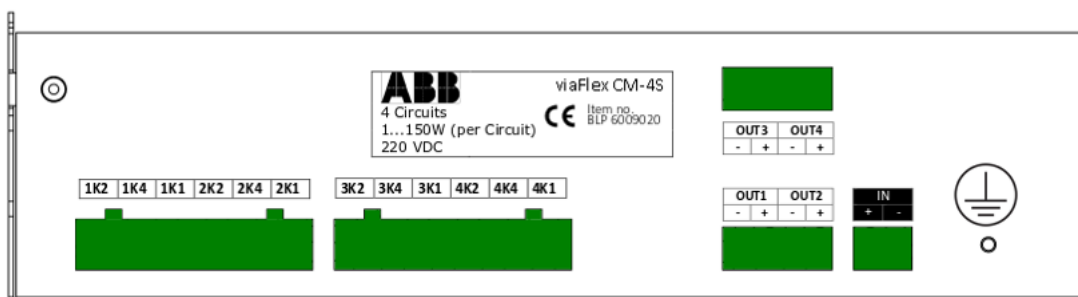 ABB
viaFlex CM-4S
4 Circuits
1...150W (per Circuit)
220 VDC
CE
Item no.
BLP 6009020
OUT3 OUT4
- + - +
1K2 1K4 1K1 2K2 2K4 2K1
3K2 3K4 3K1 4K2 4K4 4K1
OUT1 OUT2
- + - +
IN
+ -